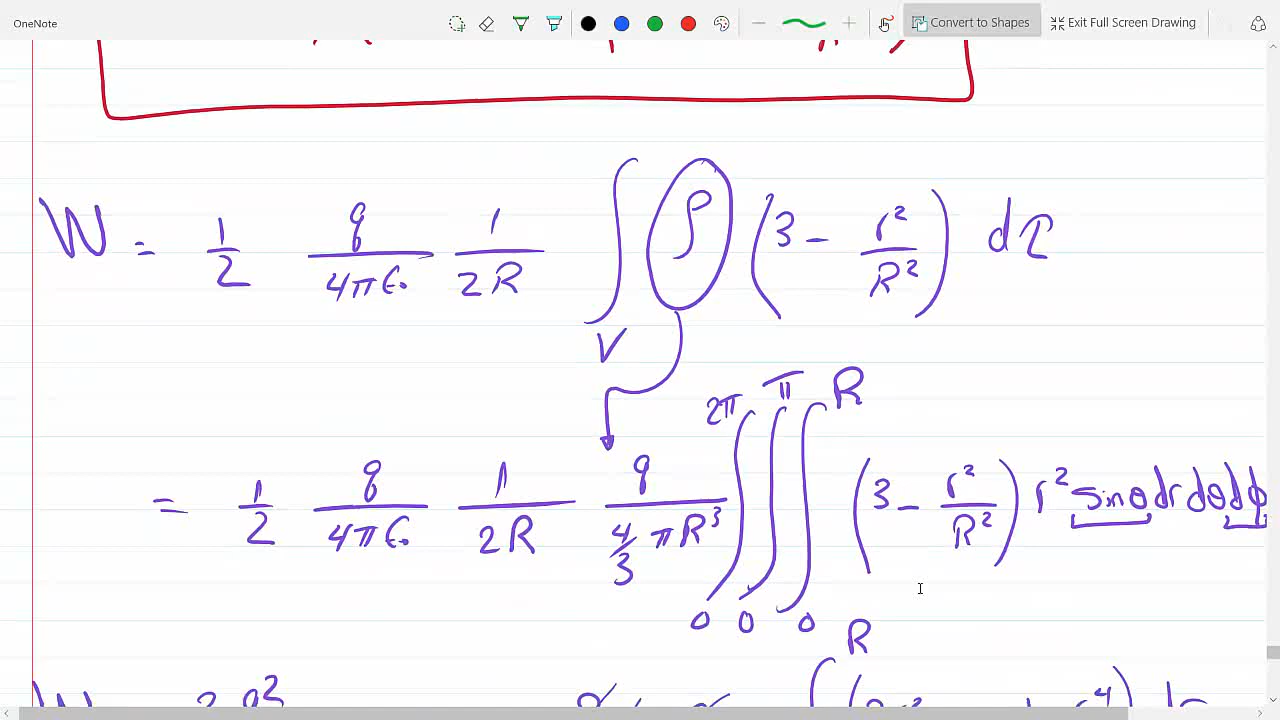 OneNote
Convert to Shapes
Exit Full Screen Drawing
W = 1/2 q/4πε₀ 1/2R ∫_V ρ (3 - r²/R²) dτ
= 1/2 q/4πε₀ 1/2R q/(4/3 πR³) ∫₀^2π ∫₀^π ∫₀^R (3 - r²/R²) r² sinθ dr dθ dϕ
R